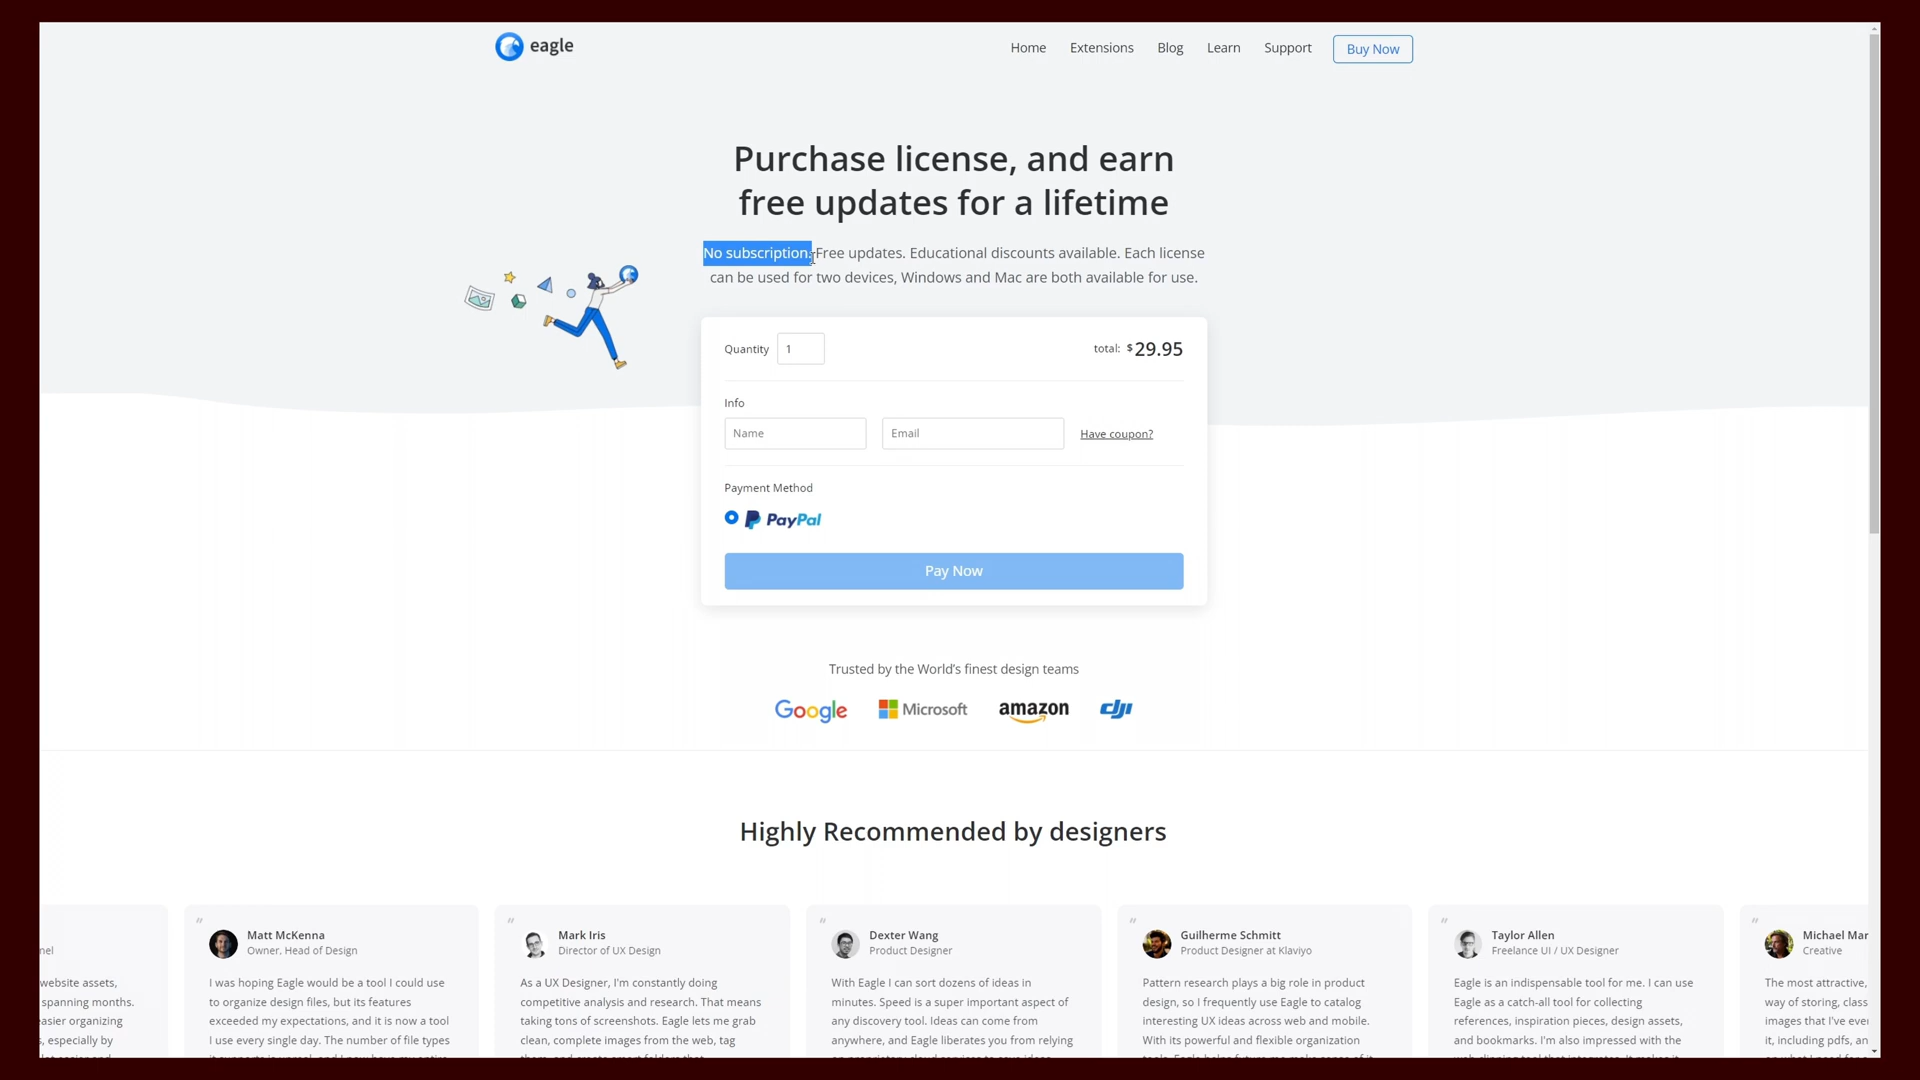 eagle
Home
Extensions
Blog
Learn
Support
Buy Now
Purchase license, and earn
free updates for a lifetime
No subscription. Free updates. Educational discounts available. Each license
can be used for two devices, Windows and Mac are both available for use.
Quantity 1
total: $29.95
Info
Name
Email
Have coupon?
Payment Method
PayPal
Pay Now
Trusted by the World's finest design teams
Google
Microsoft
amazon
dji
Highly Recommended by designers
spanning months.
Matt McKenna
Owner. Head of Design
I was hoping Eagle would be a tool I could use
to organize design files, but its features
exceeded my expectations, and it is now a tool
I use every single day. The number of file types
Mark Iris
Director of UX Design
As a UX Designer, I'm constantly doing
competitive analysis and research. That means
taking tons of screenshots. Eagle lets me grab
clean, complete images from the web, tag
Dexter Wang
Product Designer
With Eagle I can sort dozens of ideas in
minutes. Speed is a super important aspect of
any discovery tool. Ideas can come from
anywhere, and Eagle liberates you from relying
Guilherme Schmitt
Product Designer at Klaviyo
Pattern research plays a big role in product
design, so I frequently use Eagle to catalog
interesting UX ideas across web and mobile.
With its powerful and flexible organization
Taylor Allen
Freelance UI / UX Designer
Eagle is an indispensable tool for me. I can use
Eagle as a catch-all tool for collecting
references, inspiration pieces, design assets,
and bookmarks. I'm also impressed with the
Michael Mar
Creative
The most attractive,
way of storing, class
images that I've ever
it, including pdfs, an